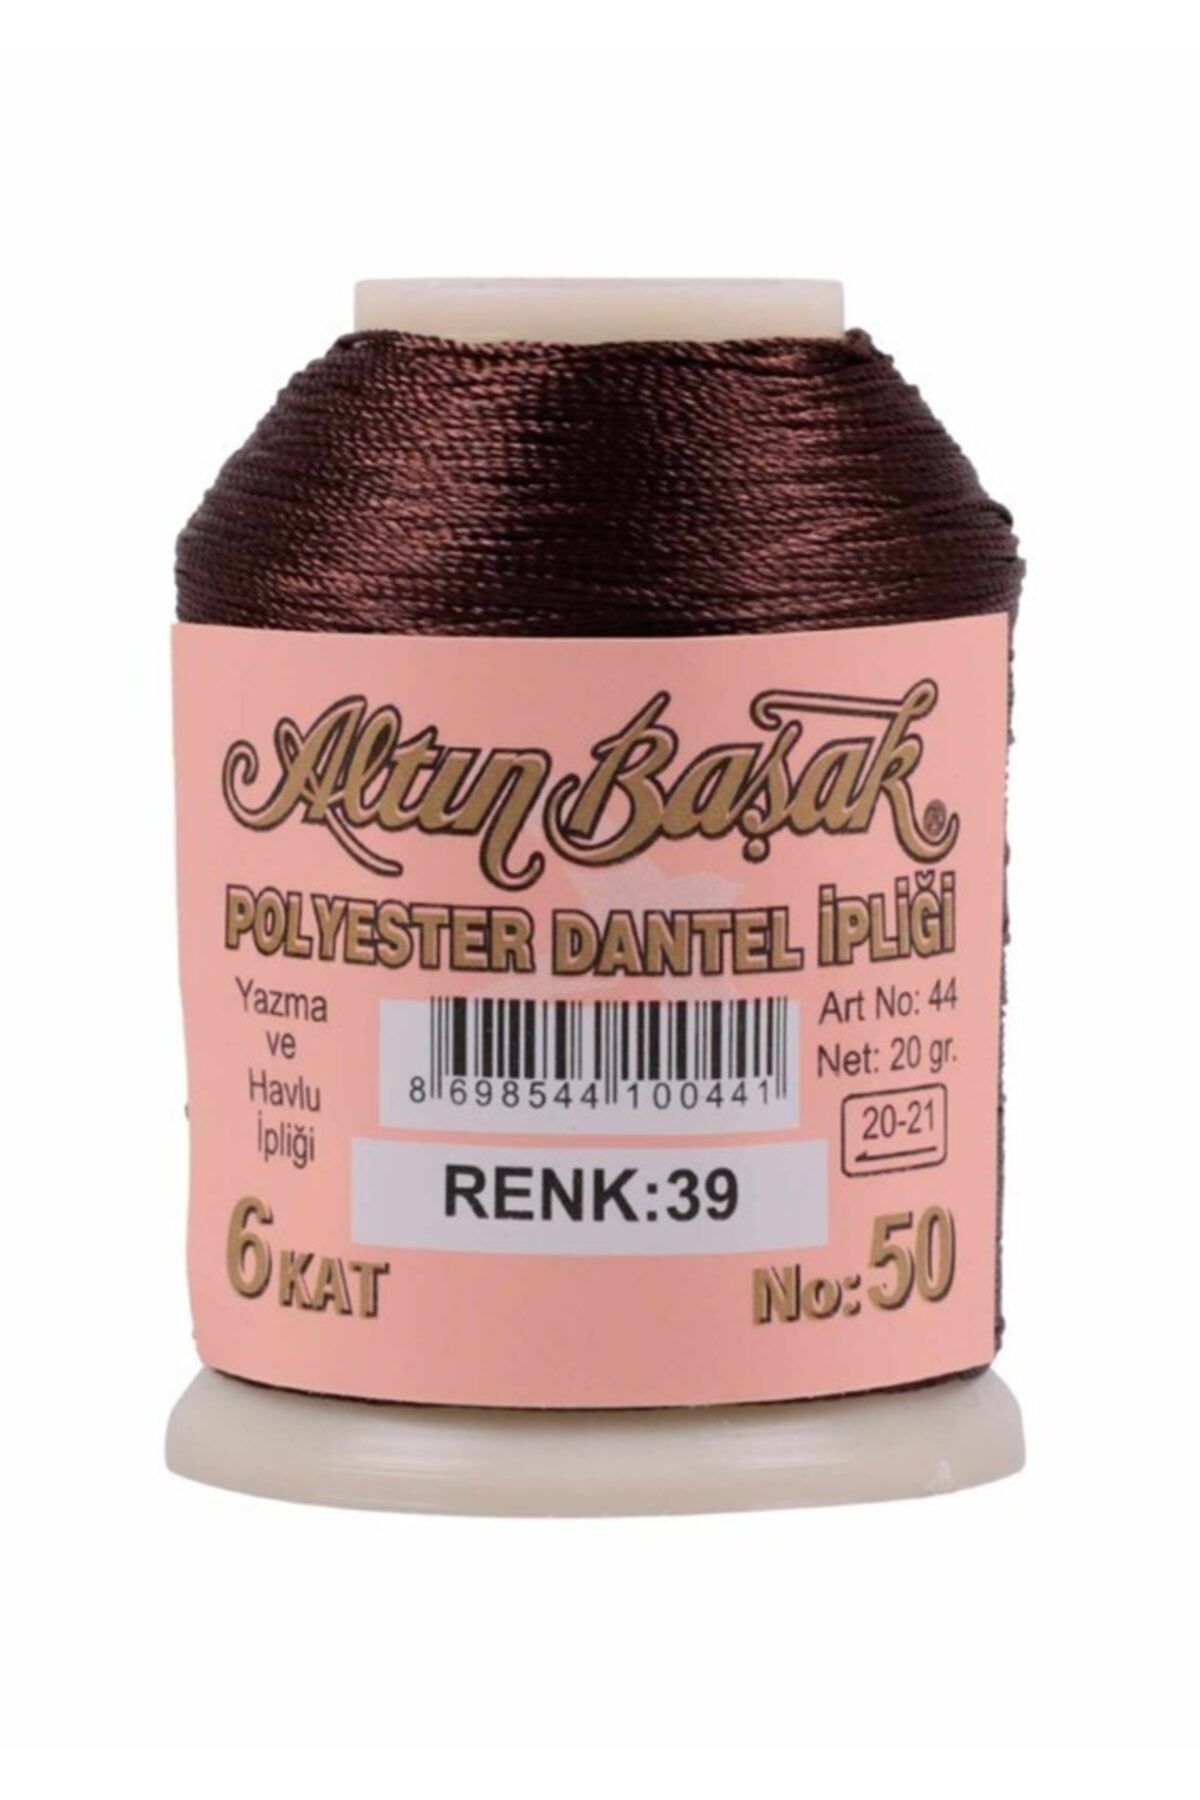 Altın Başak ®
POLYESTER DANTEL İPLİĞİ
Yazma
ve
Havlu
İpliği
8 698544 100441
Art No: 44
Net: 20 gr.
20-21
RENK:39
6 KAT
No: 50